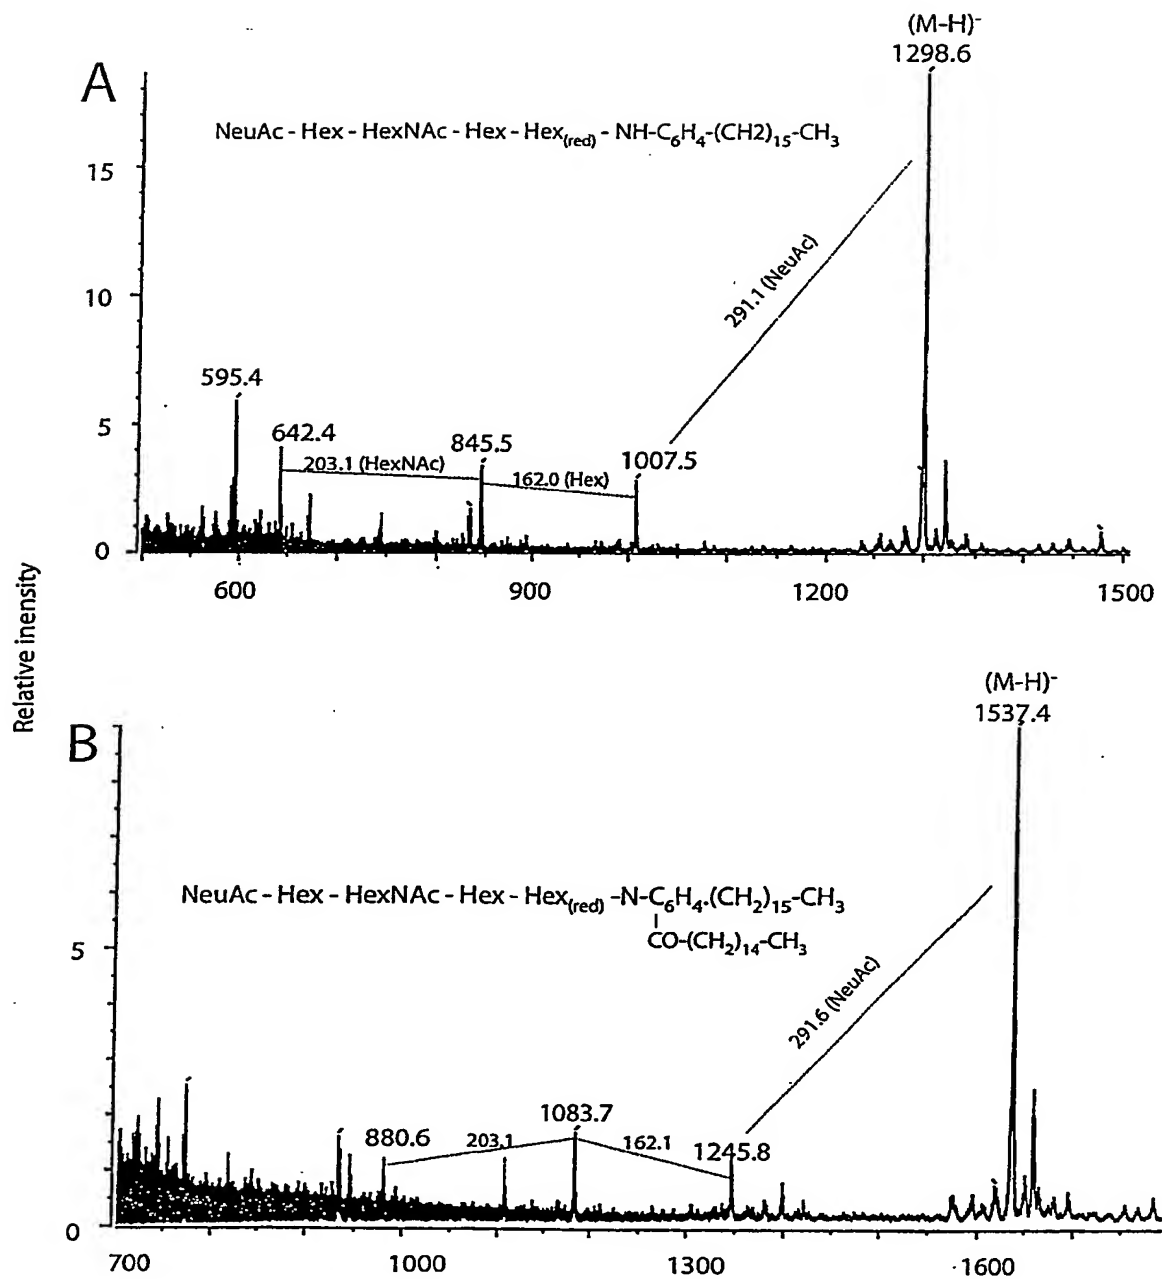 (M-H)-
1298.6
A
NeuAc - Hex - HexNAc - Hex - Hex(red) - NH-C6H4-(CH2)15-CH3
15
291.1 (NeuAc)
10
595.4
5
642.4
845.5
1007.5
203.1 (HexNAc)
162.0 (Hex)
0
600
900
1200
1500
Relative inensity
(M-H)-
1537.4
B
NeuAc - Hex - HexNAc - Hex - Hex(red) -N-C6H4.(CH2)15-CH3
CO-(CH2)14-CH3
5
291.6 (NeuAc)
1083.7
880.6
203.1
162.1
1245.8
0
700
1000
1300
1600